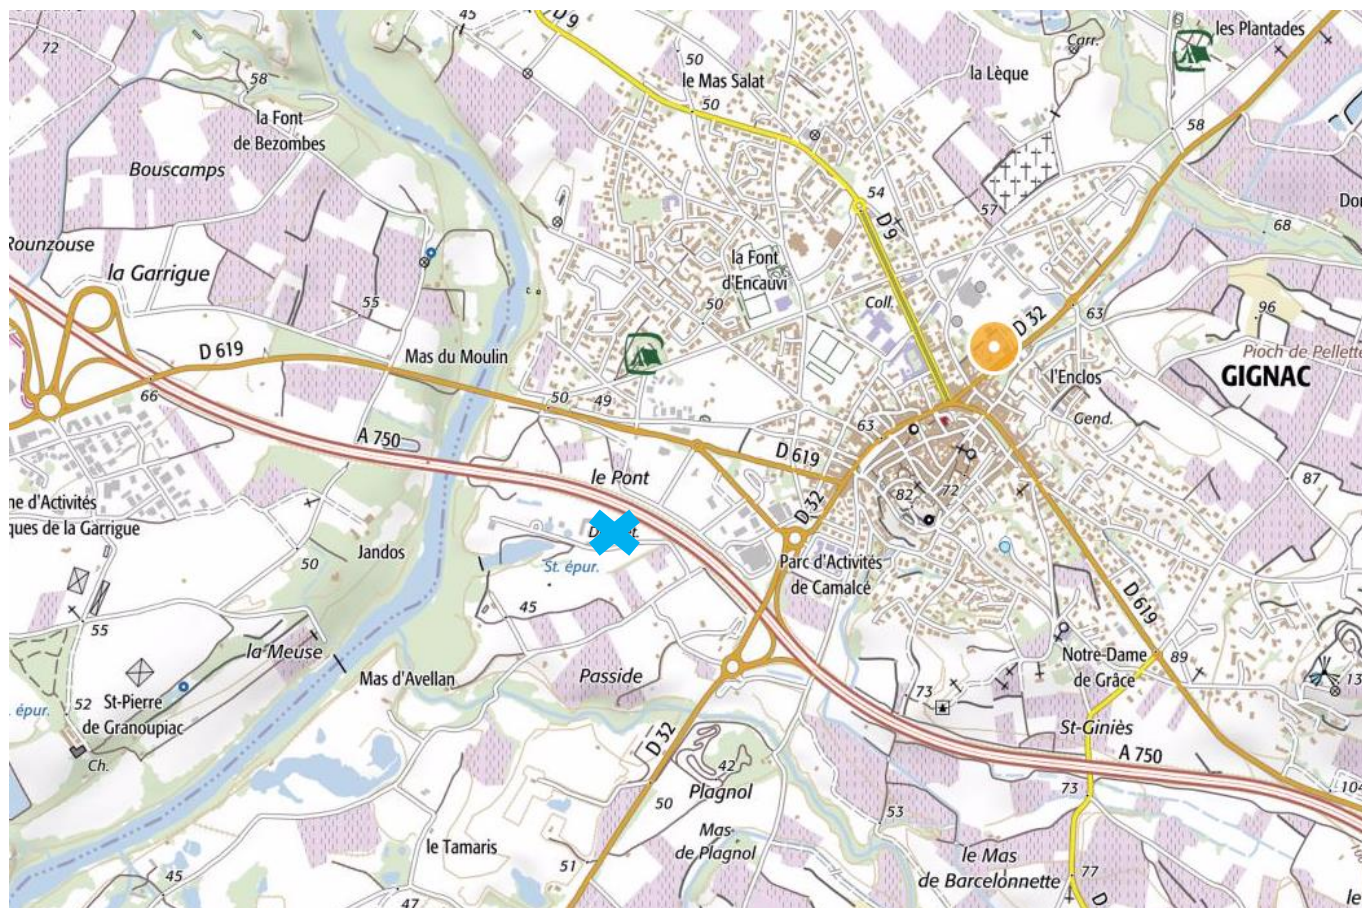 45
D 9
les Plantades
72
50
Carr.
58
le Mas Salat
la Lèque
50
la Font
de Bezombes
58
Bouscamps
54
57
D 9
68
Rounzouse
la Garrigue
la Font
d'Encauvi
55
50
Coll.
96
D 32
63
D 619
Mas du Moulin
Pioch de Pellette
66
l'Enclos
GIGNAC
50
49
Gend.
63
A 750
D 619
le Pont
87
ne d'Activités
ques de la Garrigue
82
72
D 32
Jandos
50
St. épur.
Parc d'Activités
de Camalcé
45
D 619
55
la Meuse
Mas d'Avellan
Passide
Notre-Dame
de Grâce
89
13
73
St-Pierre
de Granoupiac
. épur.
52
St-Giniès
D 32
A 750
Ch.
42
Plagnol
73
104
50
53
Mas
de Plagnol
le Tamaris
le Mas
de Barcelonnette
51
77
45
47
D
le